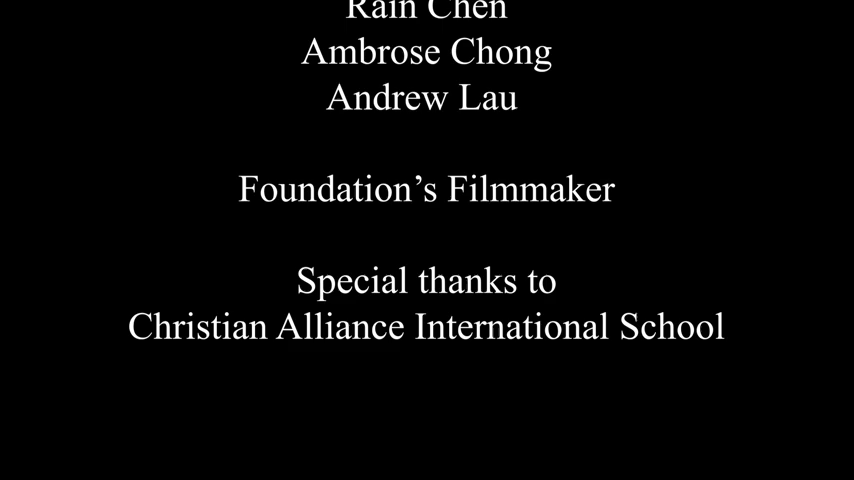 Rain Chen
Ambrose Chong
Andrew Lau
Foundation’s Filmmaker
Special thanks to
Christian Alliance International School